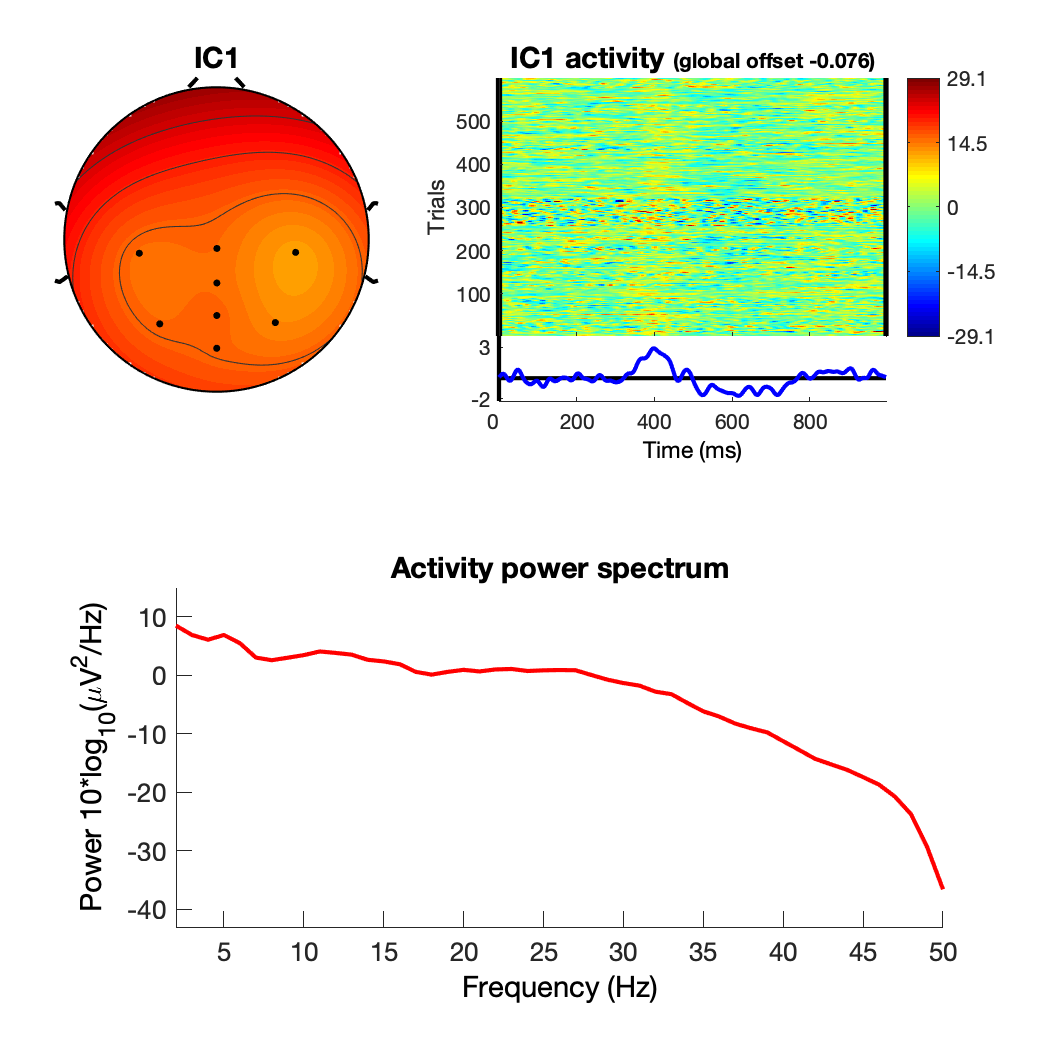 IC1
IC1 activity (global offset -0.076)
29.1
14.5
0
-14.5
-29.1
Trials
500
400
300
200
100
3
-2
0 200 400 600 800
Time (ms)
Activity power spectrum
Power 10*log10(μV2/Hz)
10
0
-10
-20
-30
-40
5 10 15 20 25 30 35 40 45 50
Frequency (Hz)